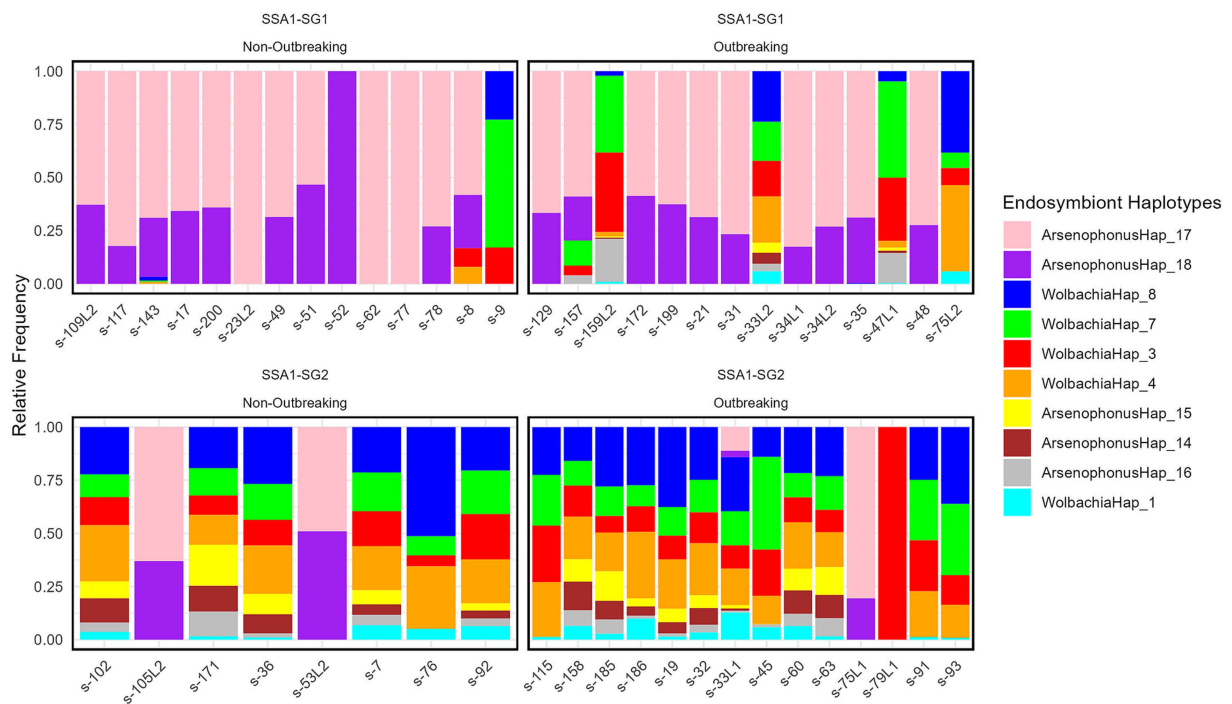 SSA1-SG1
Non-Outbreaking
SSA1-SG1
Outbreaking
Relative Frequency
1.00
0.75
0.50
0.25
0.00
s-109L2 s-117 s-143 s-17 s-200 s-23L2 s-49 s-51 s-52 s-62 s-77 s-78 s-8 s-9
s-129 s-157 s-159L2 s-172 s-199 s-21 s-31 s-33L2 s-34L1 s-34L2 s-35 s-47L1 s-48 s-75L2
SSA1-SG2
Non-Outbreaking
SSA1-SG2
Outbreaking
1.00
0.75
0.50
0.25
0.00
s-102 s-105L2 s-171 s-36 s-53L2 s-7 s-76 s-92
s-115 s-158 s-185 s-186 s-19 s-32 s-33L1 s-45 s-60 s-63 s-75L1 s-79L1 s-91 s-93
Endosymbiont Haplotypes
ArsenophonusHap_17
ArsenophonusHap_18
WolbachiaHap_8
WolbachiaHap_7
WolbachiaHap_3
WolbachiaHap_4
ArsenophonusHap_15
ArsenophonusHap_14
ArsenophonusHap_16
WolbachiaHap_1